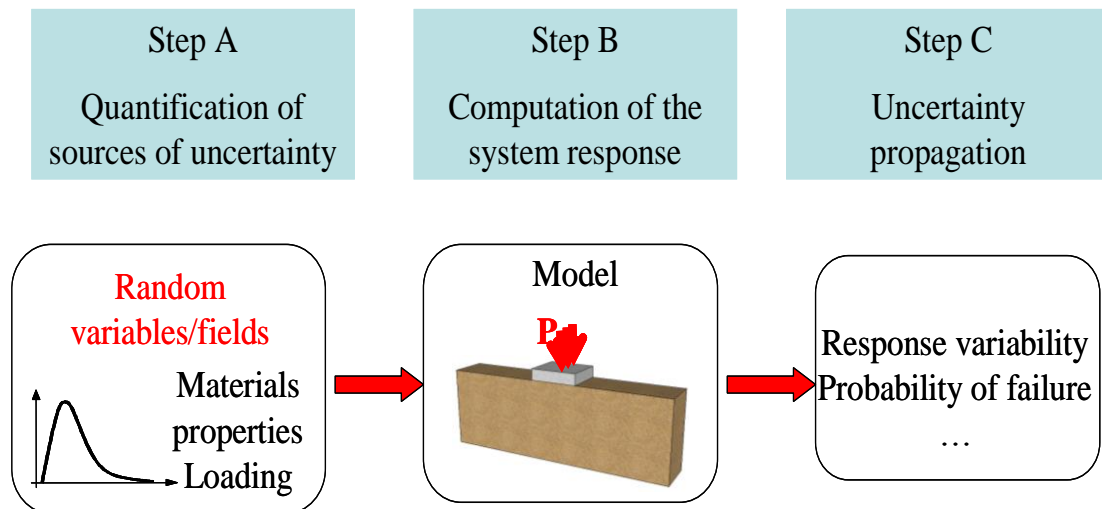 Step A
Quantification of
sources of uncertainty
Step B
Computation of the
system response
Step C
Uncertainty
propagation
Random
variables/fields
Materials
properties
Loading
Model
P
Response variability
Probability of failure
…